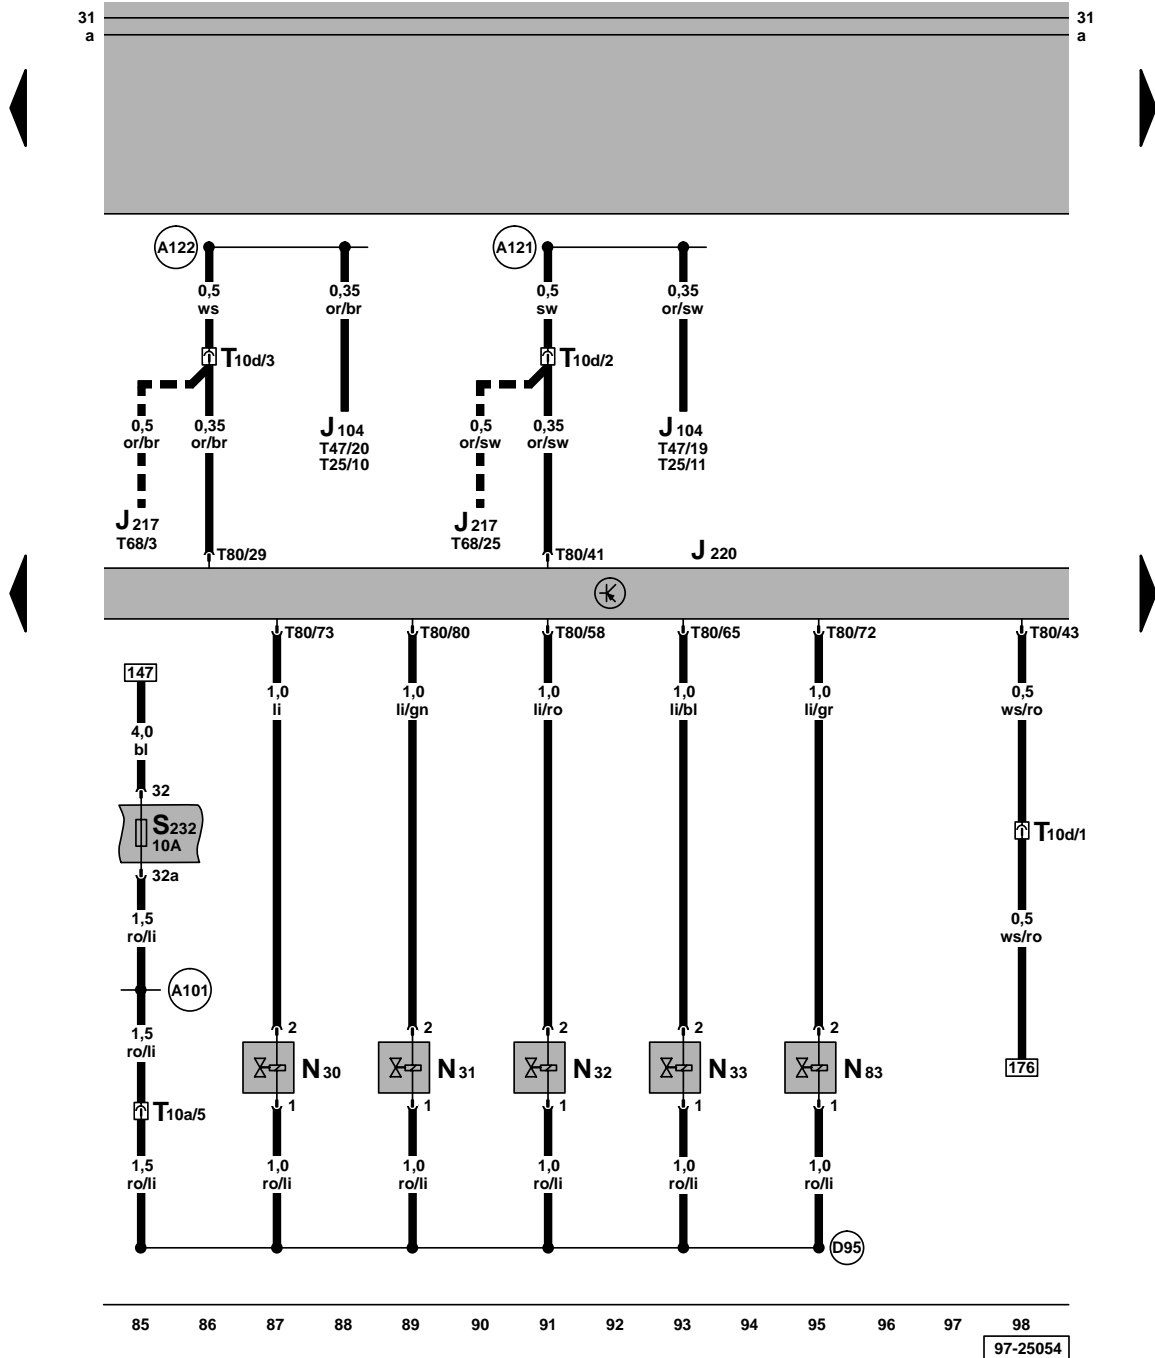 31 31
a a
A122 A121
0,5 0,35 0,5 0,35
ws or/br sw or/sw
T10d/3 T10d/2
0,5 0,35 J104 0,5 0,35 J104
or/br or/br T47/20 or/sw or/sw T47/19
T25/10 T25/11
J217 J217
T68/3 T68/25
T80/29 T80/41 J220
T80/73 T80/80 T80/58 T80/65 T80/72 T80/43
147
1,0 1,0 1,0 1,0 1,0 0,5
li li/gn li/ro li/bl li/gr ws/ro
4,0
bl
32
S232
10A
T10d/1
32a
1,5 0,5
ro/li ws/ro
A101
1,5 2 2 2 2 2
ro/li
N30 N31 N32 N33 N83 176
T10a/5 1 1 1 1 1
1,5 1,0 1,0 1,0 1,0 1,0
ro/li ro/li ro/li ro/li ro/li ro/li
D95
85 86 87 88 89 90 91 92 93 94 95 96 97 98
97-25054